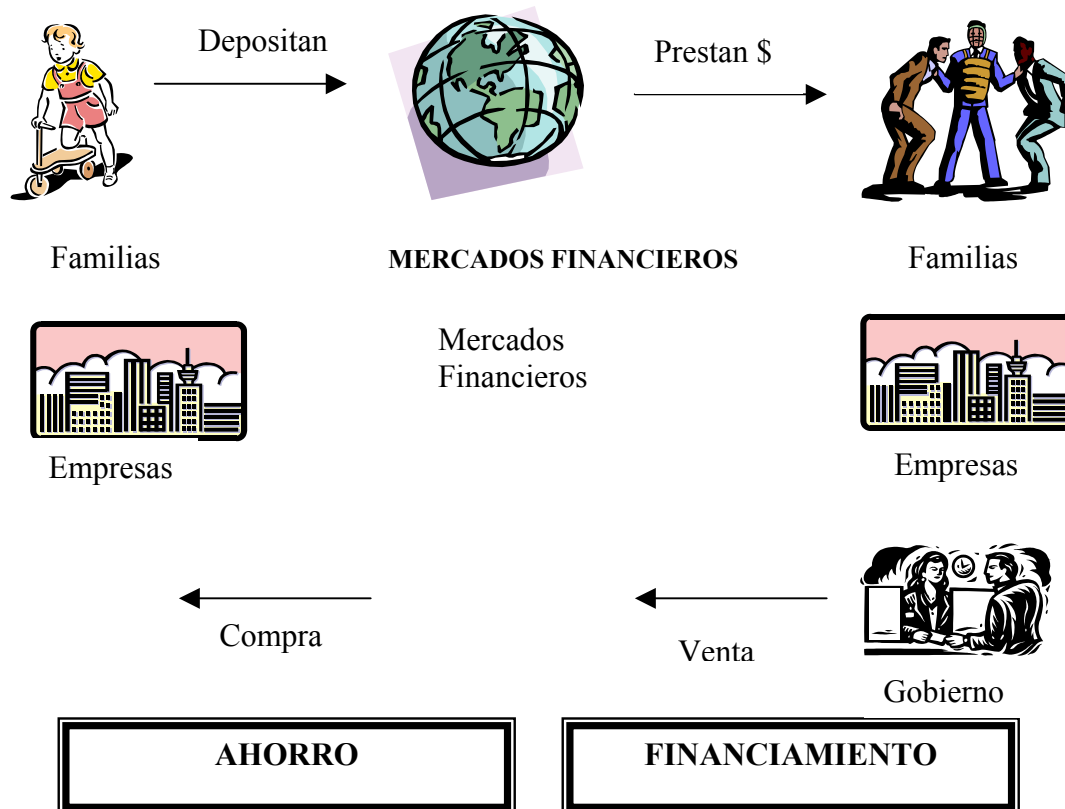 Depositan
Prestan $
Familias
MERCADOS FINANCIEROS
Familias
Mercados
Financieros
Empresas
Empresas
Compra
Venta
Gobierno
AHORRO
FINANCIAMIENTO